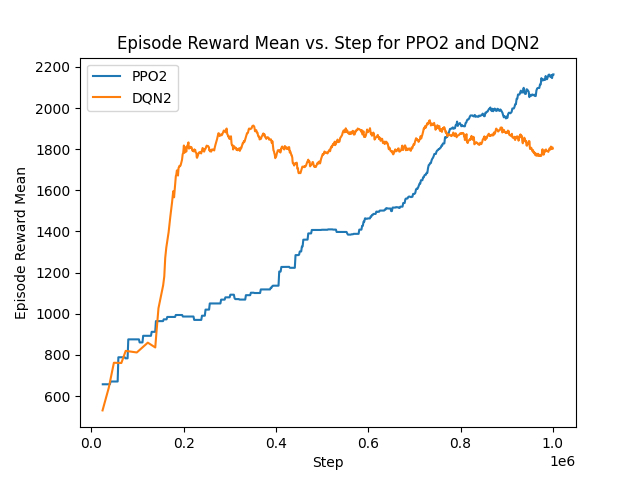 Episode Reward Mean vs. Step for PPO2 and DQN2
PPO2
DQN2
Episode Reward Mean
2200
2000
1800
1600
1400
1200
1000
800
600
0.0 0.2 0.4 0.6 0.8 1.0
1e6
Step